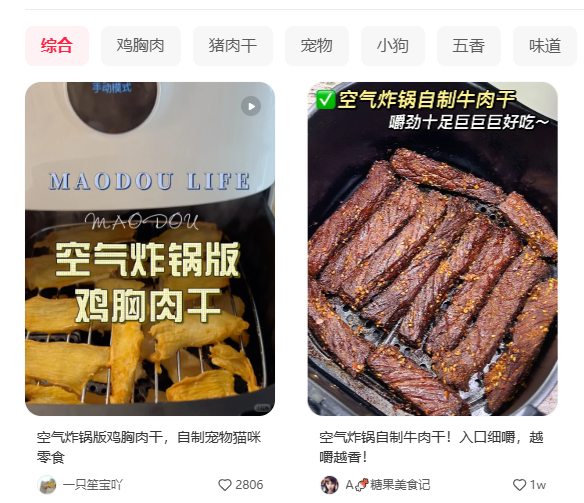 综合
鸡胸肉
猪肉干
宠物
小狗
五香
味道
手动模式
MAODOU LIFE
MAODOU
空气炸锅版
鸡胸肉干
空气炸锅自制牛肉干
嚼劲十足巨巨巨好吃～
空气炸锅版鸡胸肉干，自制宠物猫咪
零食
一只笙宝吖
2806
空气炸锅自制牛肉干！入口细嚼，越
嚼越香！
A🥓糖果美食记
1w